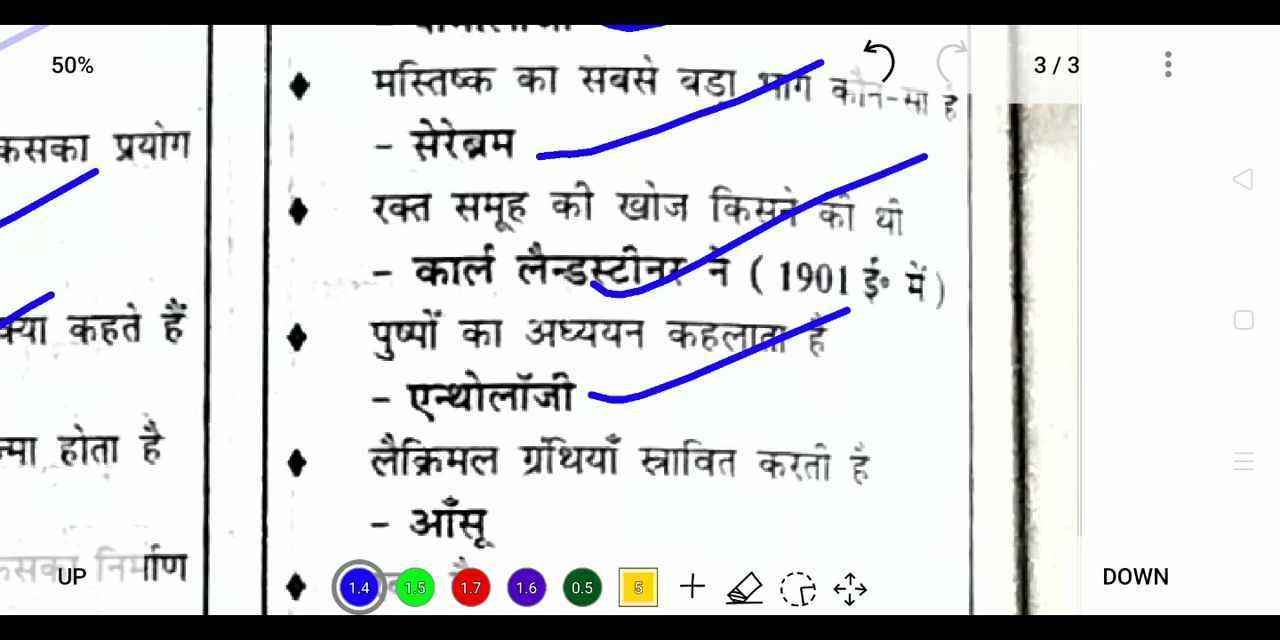 50%
3 / 3
मस्तिष्क का सबसे बड़ा भाग कौन-सा है
- सेरेब्रम
रक्त समूह की खोज किसने की थी
- कार्ल लैन्डस्टीनर ने ( 1901 ई॰ में )
पुष्पों का अध्ययन कहलाता है
- एन्थोलॉजी
लैक्रिमल ग्रंथियाँ स्रावित करती है
- आँसू
प्रयोग
क्या कहते हैं
होता है
निर्माण
UP
1.4 1.5 1.7 1.6 0.5 5
DOWN